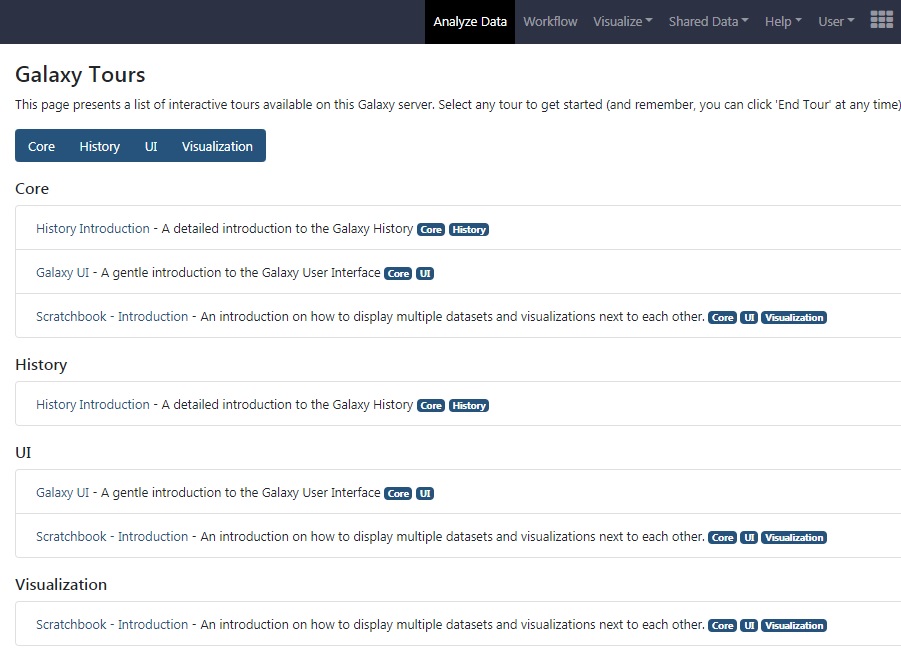 Analyze Data Workflow Visualize Shared Data Help User
Galaxy Tours
This page presents a list of interactive tours available on this Galaxy server. Select any tour to get started (and remember, you can click 'End Tour' at any time)
Core History UI Visualization
Core
History Introduction - A detailed introduction to the Galaxy History Core History
Galaxy UI - A gentle introduction to the Galaxy User Interface Core UI
Scratchbook - Introduction - An introduction on how to display multiple datasets and visualizations next to each other. Core UI Visualization
History
History Introduction - A detailed introduction to the Galaxy History Core History
UI
Galaxy UI - A gentle introduction to the Galaxy User Interface Core UI
Scratchbook - Introduction - An introduction on how to display multiple datasets and visualizations next to each other. Core UI Visualization
Visualization
Scratchbook - Introduction - An introduction on how to display multiple datasets and visualizations next to each other. Core UI Visualization